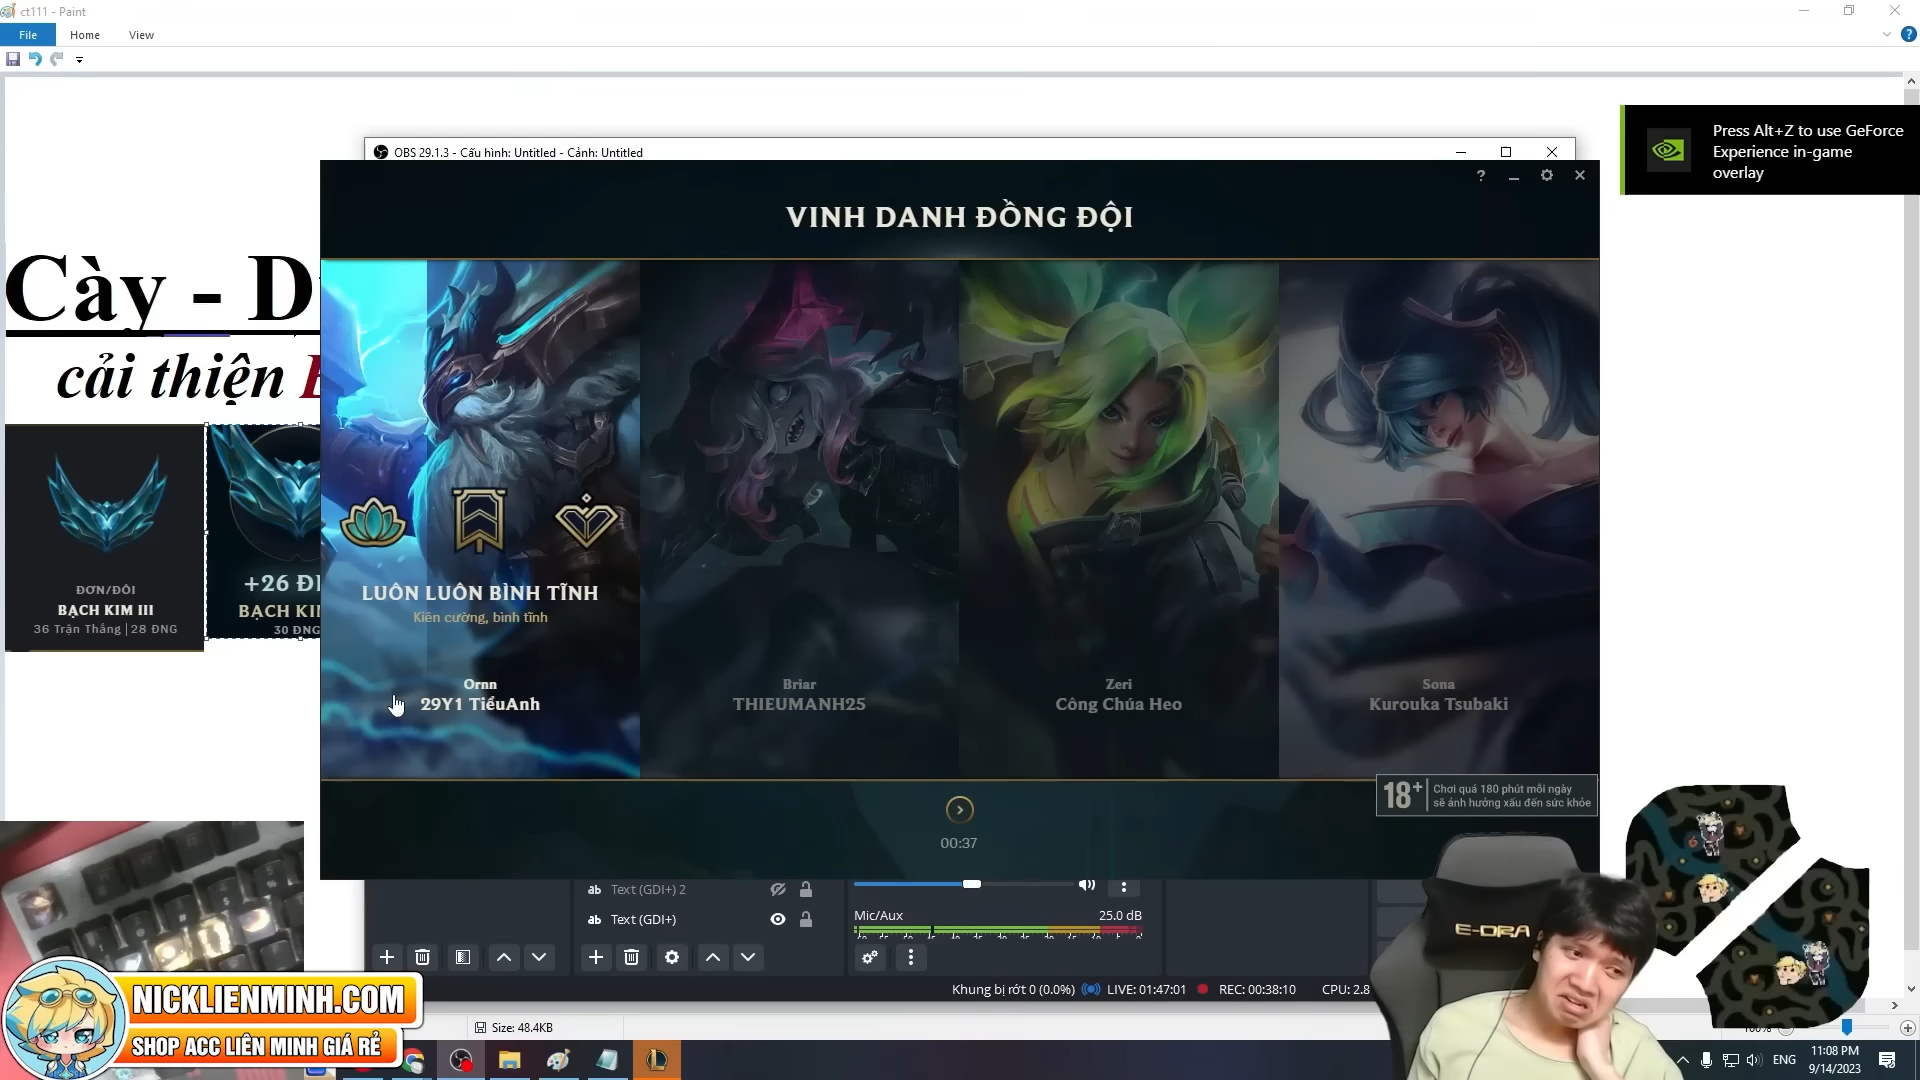 ct111 - Paint
File
Home
View
Press Alt+Z to use GeForce
Experience in-game
overlay
OBS 29.1.3 - Cấu hình: Untitled - Cảnh: Untitled
VINH DANH ĐỒNG ĐỘI
Cày - D
cải thiện
ĐƠN/ĐÔI
BẠCH KIM III
36 Trận Thắng | 28 ĐNG
+26 Đ
BẠCH KI
30 ĐNG
LUÔN LUÔN BÌNH TĨNH
Kiên cường, bình tĩnh
Ornn
29Y1 TiểuAnh
Briar
THIEUMANH25
Zeri
Công Chúa Heo
Sona
Kurouka Tsubaki
18+
Chơi quá 180 phút mỗi ngày
sẽ ảnh hưởng xấu đến sức khỏe
00:37
ab Text (GDI+) 2
ab Text (GDI+)
Mic/Aux
25.0 dB
Khung bị rớt 0 (0.0%)
LIVE: 01:47:01
REC: 00:38:10
CPU: 2.8
E-DRA
NICKLIENMINH.COM
SHOP ACC LIÊN MINH GIÁ RẺ
Size: 48.4KB
100%
ENG
11:08 PM
9/14/2023